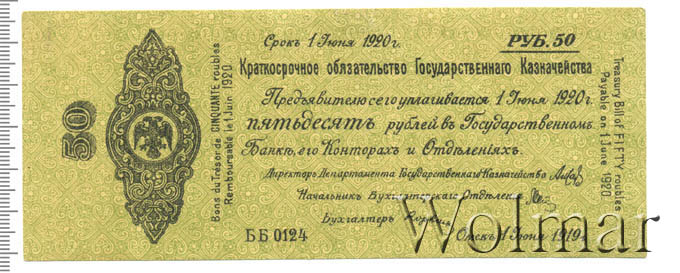 Срокъ 1 Июня 1920 г.
РУБ. 50
Краткосрочное обязательство Государственнаго Казначейства
Предъявителю сего уплачивается 1 Июня 1920 г.
пятьдесятъ рублей въ Государственномъ
Банкѣ, его Конторахъ и Отдѣленіяхъ.
Директоръ Департамента Государственнаго Казначейства
Начальникъ Бухгалтерскаго Отдѣленія
Бухгалтеръ
ББ 0124
Омскъ 1 Июня 1919 г.
50
Bons du Trésor de CINQUANTE roubles
Remboursable le 1 Juin 1920
Treasury Bill of FIFTY roubles
Payable on 1 June 1920
Wolmar